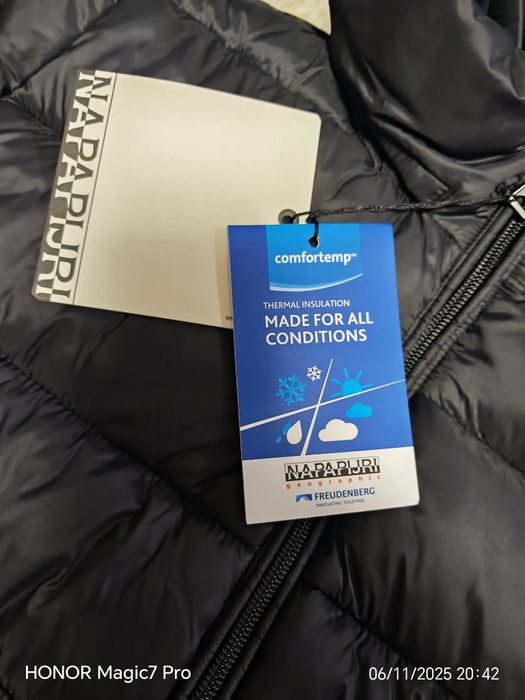 NAPAPIJRI
comfortemp™
THERMAL INSULATION
MADE FOR ALL
CONDITIONS
NAPAPIJRI
geographic
FREUDENBERG
INNOVATING TOGETHER
HONOR Magic7 Pro
06/11/2025 20:42